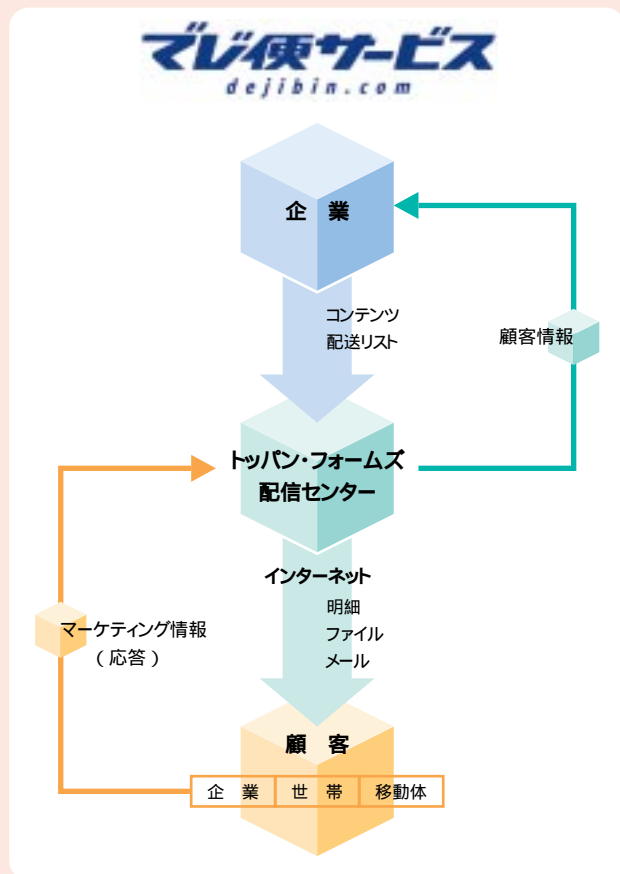 でじ便サービス
dejibin.com
企 業
コンテンツ
配送リスト
顧客情報
トッパン・フォームズ
配信センター
インターネット
明細
ファイル
メール
マーケティング情報
（応答）
顧 客
企 業 世 帯 移動体